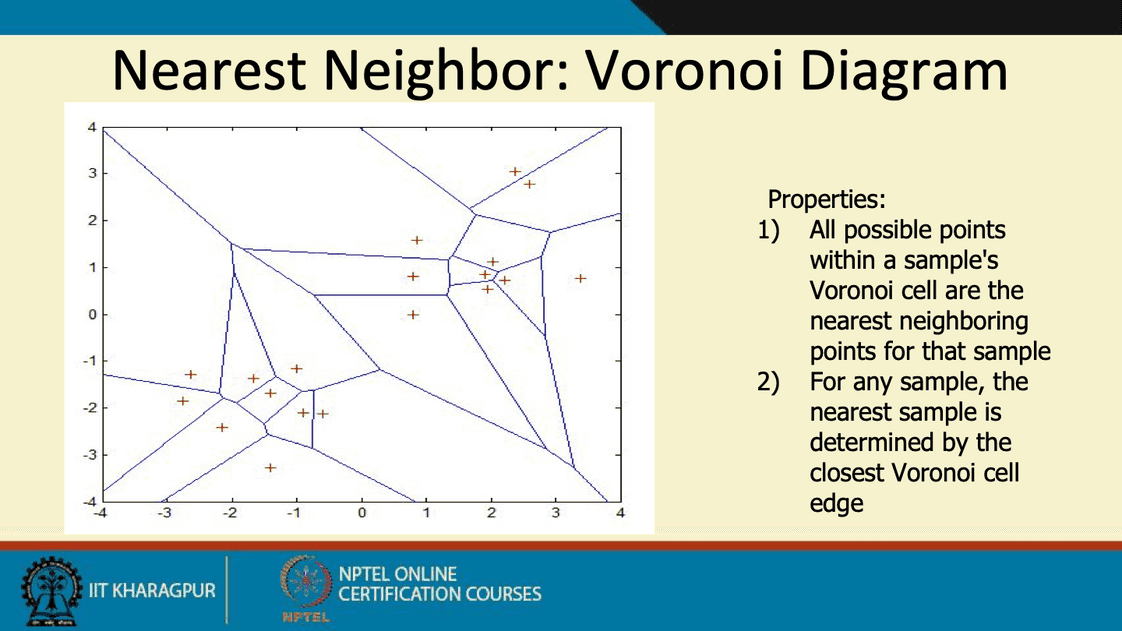 Nearest Neighbor: Voronoi Diagram
4
3
2
1
0
-1
-2
-3
-4
-4 -3 -2 -1 0 1 2 3 4
Properties:
1) All possible points
within a sample's
Voronoi cell are the
nearest neighboring
points for that sample
2) For any sample, the
nearest sample is
determined by the
closest Voronoi cell
edge
IIT KHARAGPUR
NPTEL
NPTEL ONLINE
CERTIFICATION COURSES